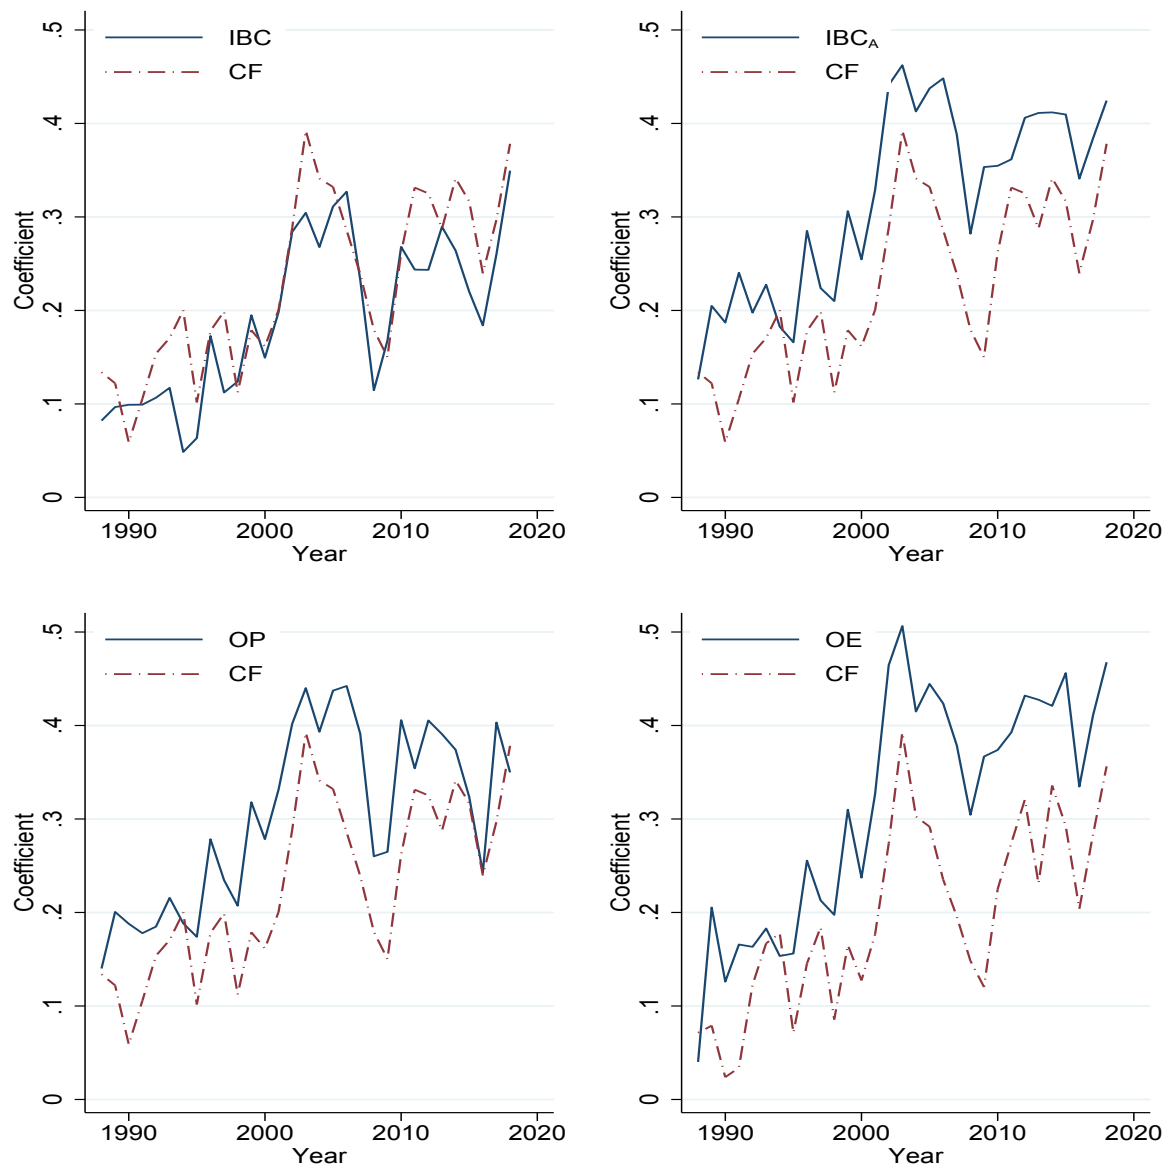 IBC
CF
.5
.4
.3
.2
.1
0
Coefficient
1990 2000 2010 2020
Year
IBC_A
CF
.5
.4
.3
.2
.1
0
Coefficient
1990 2000 2010 2020
Year
OP
CF
.5
.4
.3
.2
.1
0
Coefficient
1990 2000 2010 2020
Year
OE
CF
.5
.4
.3
.2
.1
0
Coefficient
1990 2000 2010 2020
Year